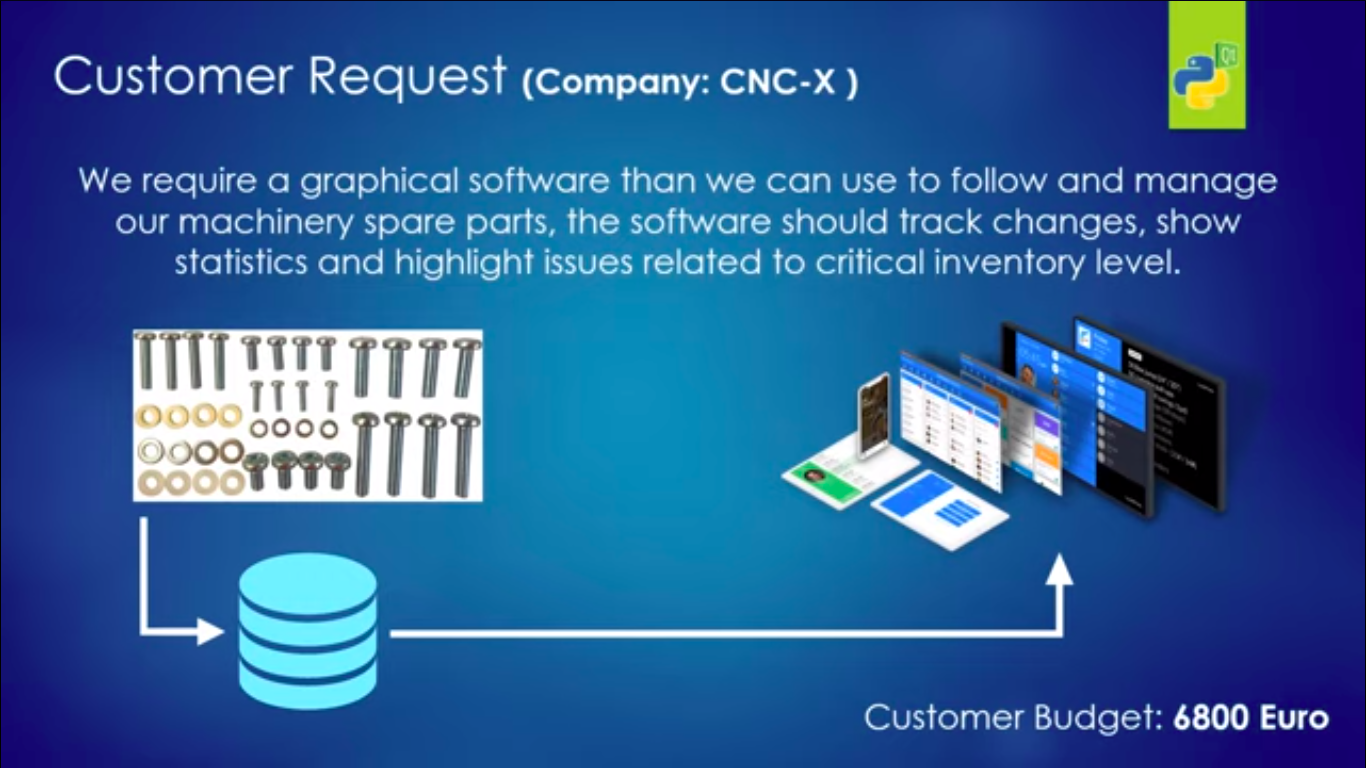 Customer Request (Company: CNC-X )
Qt
We require a graphical software than we can use to follow and manage
our machinery spare parts, the software should track changes, show
statistics and highlight issues related to critical inventory level.
Customer Budget: 6800 Euro